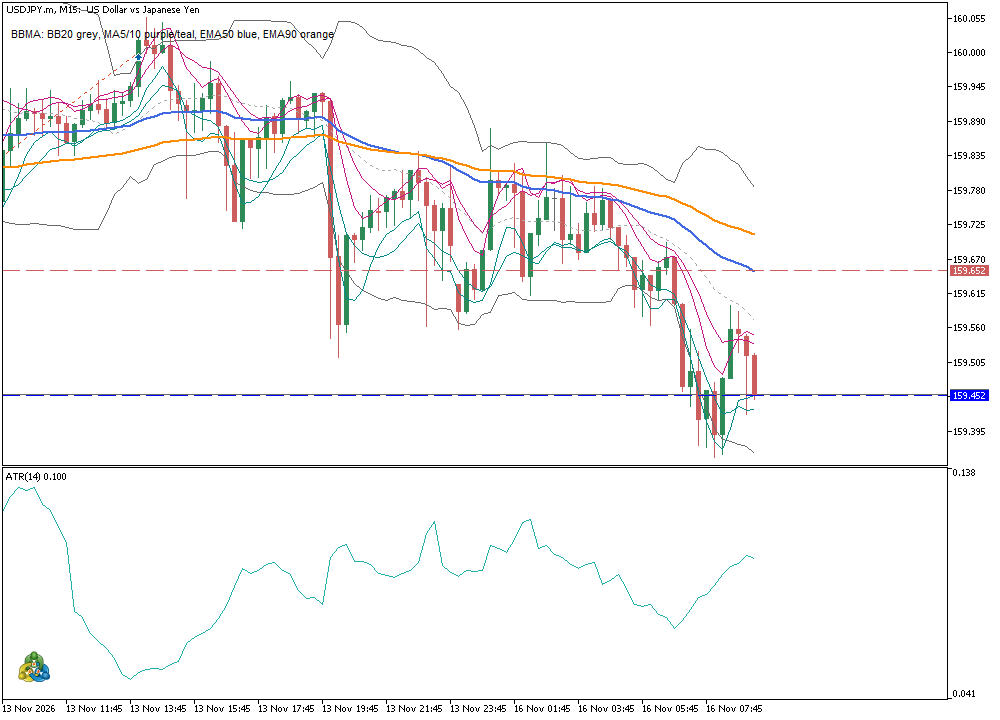 USDJPY.m, M15: US Dollar vs Japanese Yen
BBMA: BB20 grey, MA5/10 purple/teal, EMA50 blue, EMA90 orange
160.055
160.000
159.945
159.890
159.835
159.780
159.725
159.670
159.652
159.615
159.560
159.505
159.452
159.395
ATR(14) 0.100
0.138
0.041
13 Nov 2026
13 Nov 11:45
13 Nov 13:45
13 Nov 15:45
13 Nov 17:45
13 Nov 19:45
13 Nov 21:45
13 Nov 23:45
16 Nov 01:45
16 Nov 03:45
16 Nov 05:45
16 Nov 07:45